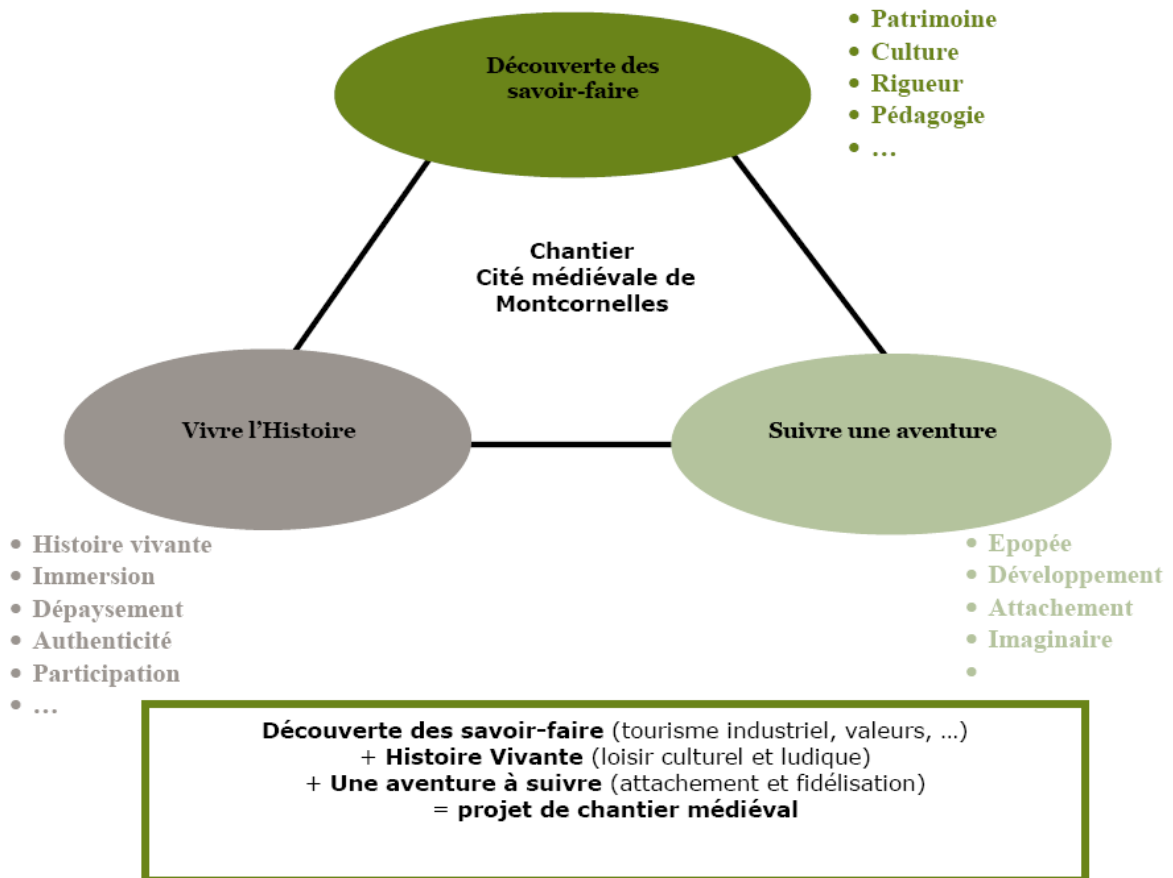 Découverte des
savoir-faire
• Patrimoine
• Culture
• Rigueur
• Pédagogie
• ...
Chantier
Cité médiévale de
Montcornelles
Vivre l’Histoire
Suivre une aventure
• Histoire vivante
• Immersion
• Dépaysement
• Authenticité
• Participation
• ...
• Epopée
• Développement
• Attachement
• Imaginaire
•
Découverte des savoir-faire (tourisme industriel, valeurs, ...)
+ Histoire Vivante (loisir culturel et ludique)
+ Une aventure à suivre (attachement et fidélisation)
= projet de chantier médiéval